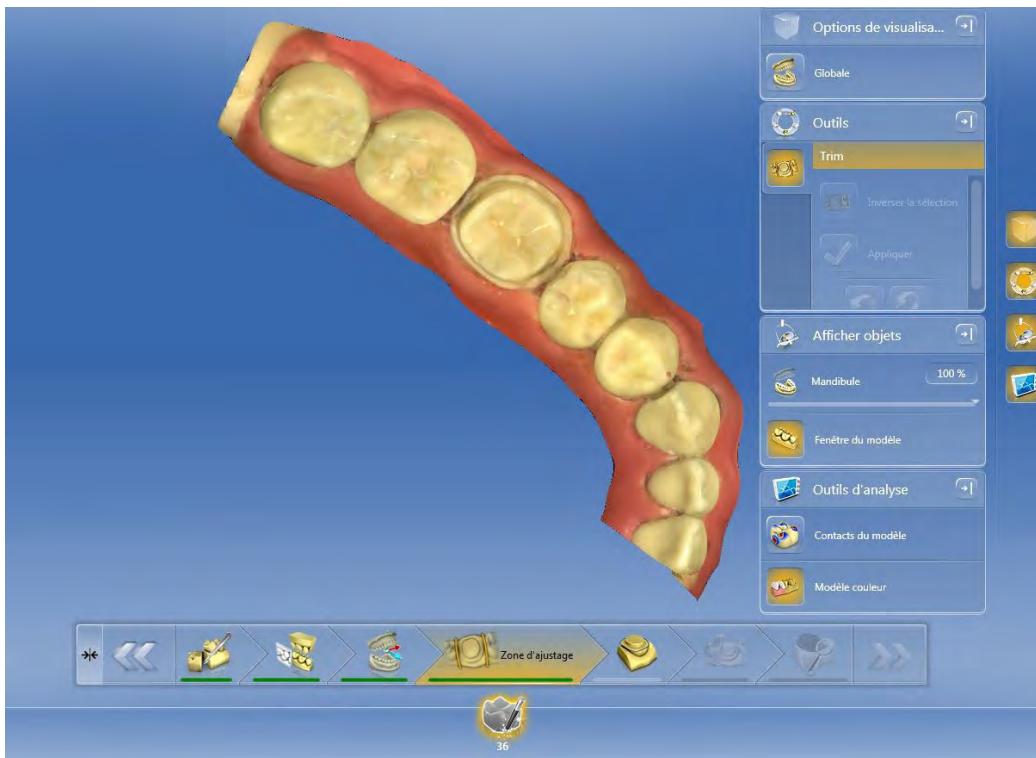 Options de visualisa...
Globale
Outils
Trim
Inverser la sélection
Appliquer
Afficher objets
Mandibule
100 %
Fenêtre du modèle
Outils d'analyse
Contacts du modèle
Modèle couleur
Zone d'ajustage
36